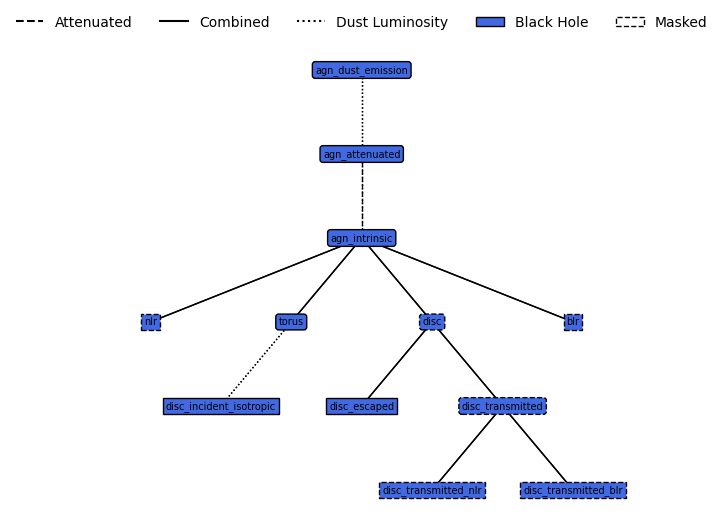 Attenuated Combined Dust Luminosity Black Hole Masked
agn_dust_emission
agn_attenuated
agn_intrinsic
nlr torus disc blr
disc_incident_isotropic disc_escaped disc_transmitted
disc_transmitted_nlr disc_transmitted_blr